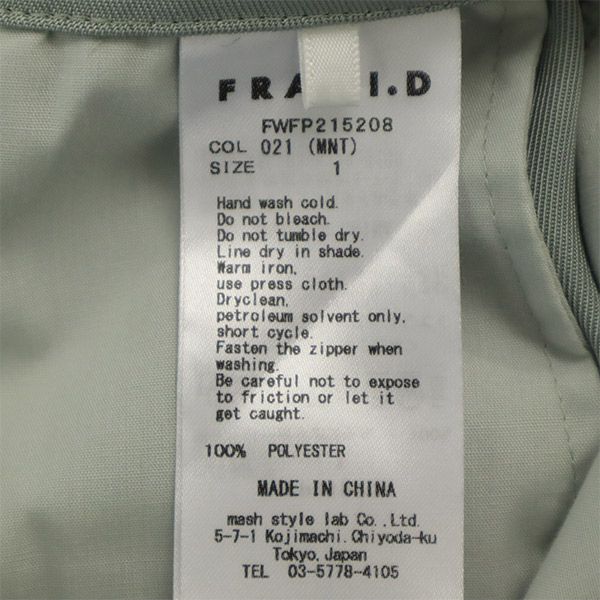 FRA I.D
FWFP215208
COL 021 (MNT)
SIZE 1
Hand wash cold.
Do not bleach.
Do not tumble dry.
Line dry in shade.
Warm iron,
use press cloth.
Dryclean,
petroleum solvent only,
short cycle.
Fasten the zipper when
washing.
Be careful not to expose
to friction or let it
get caught.
100% POLYESTER
MADE IN CHINA
mash style lab Co.,Ltd.
5-7-1 Kojimachi.Chiyoda-ku
Tokyo.Japan
TEL 03-5778-4105